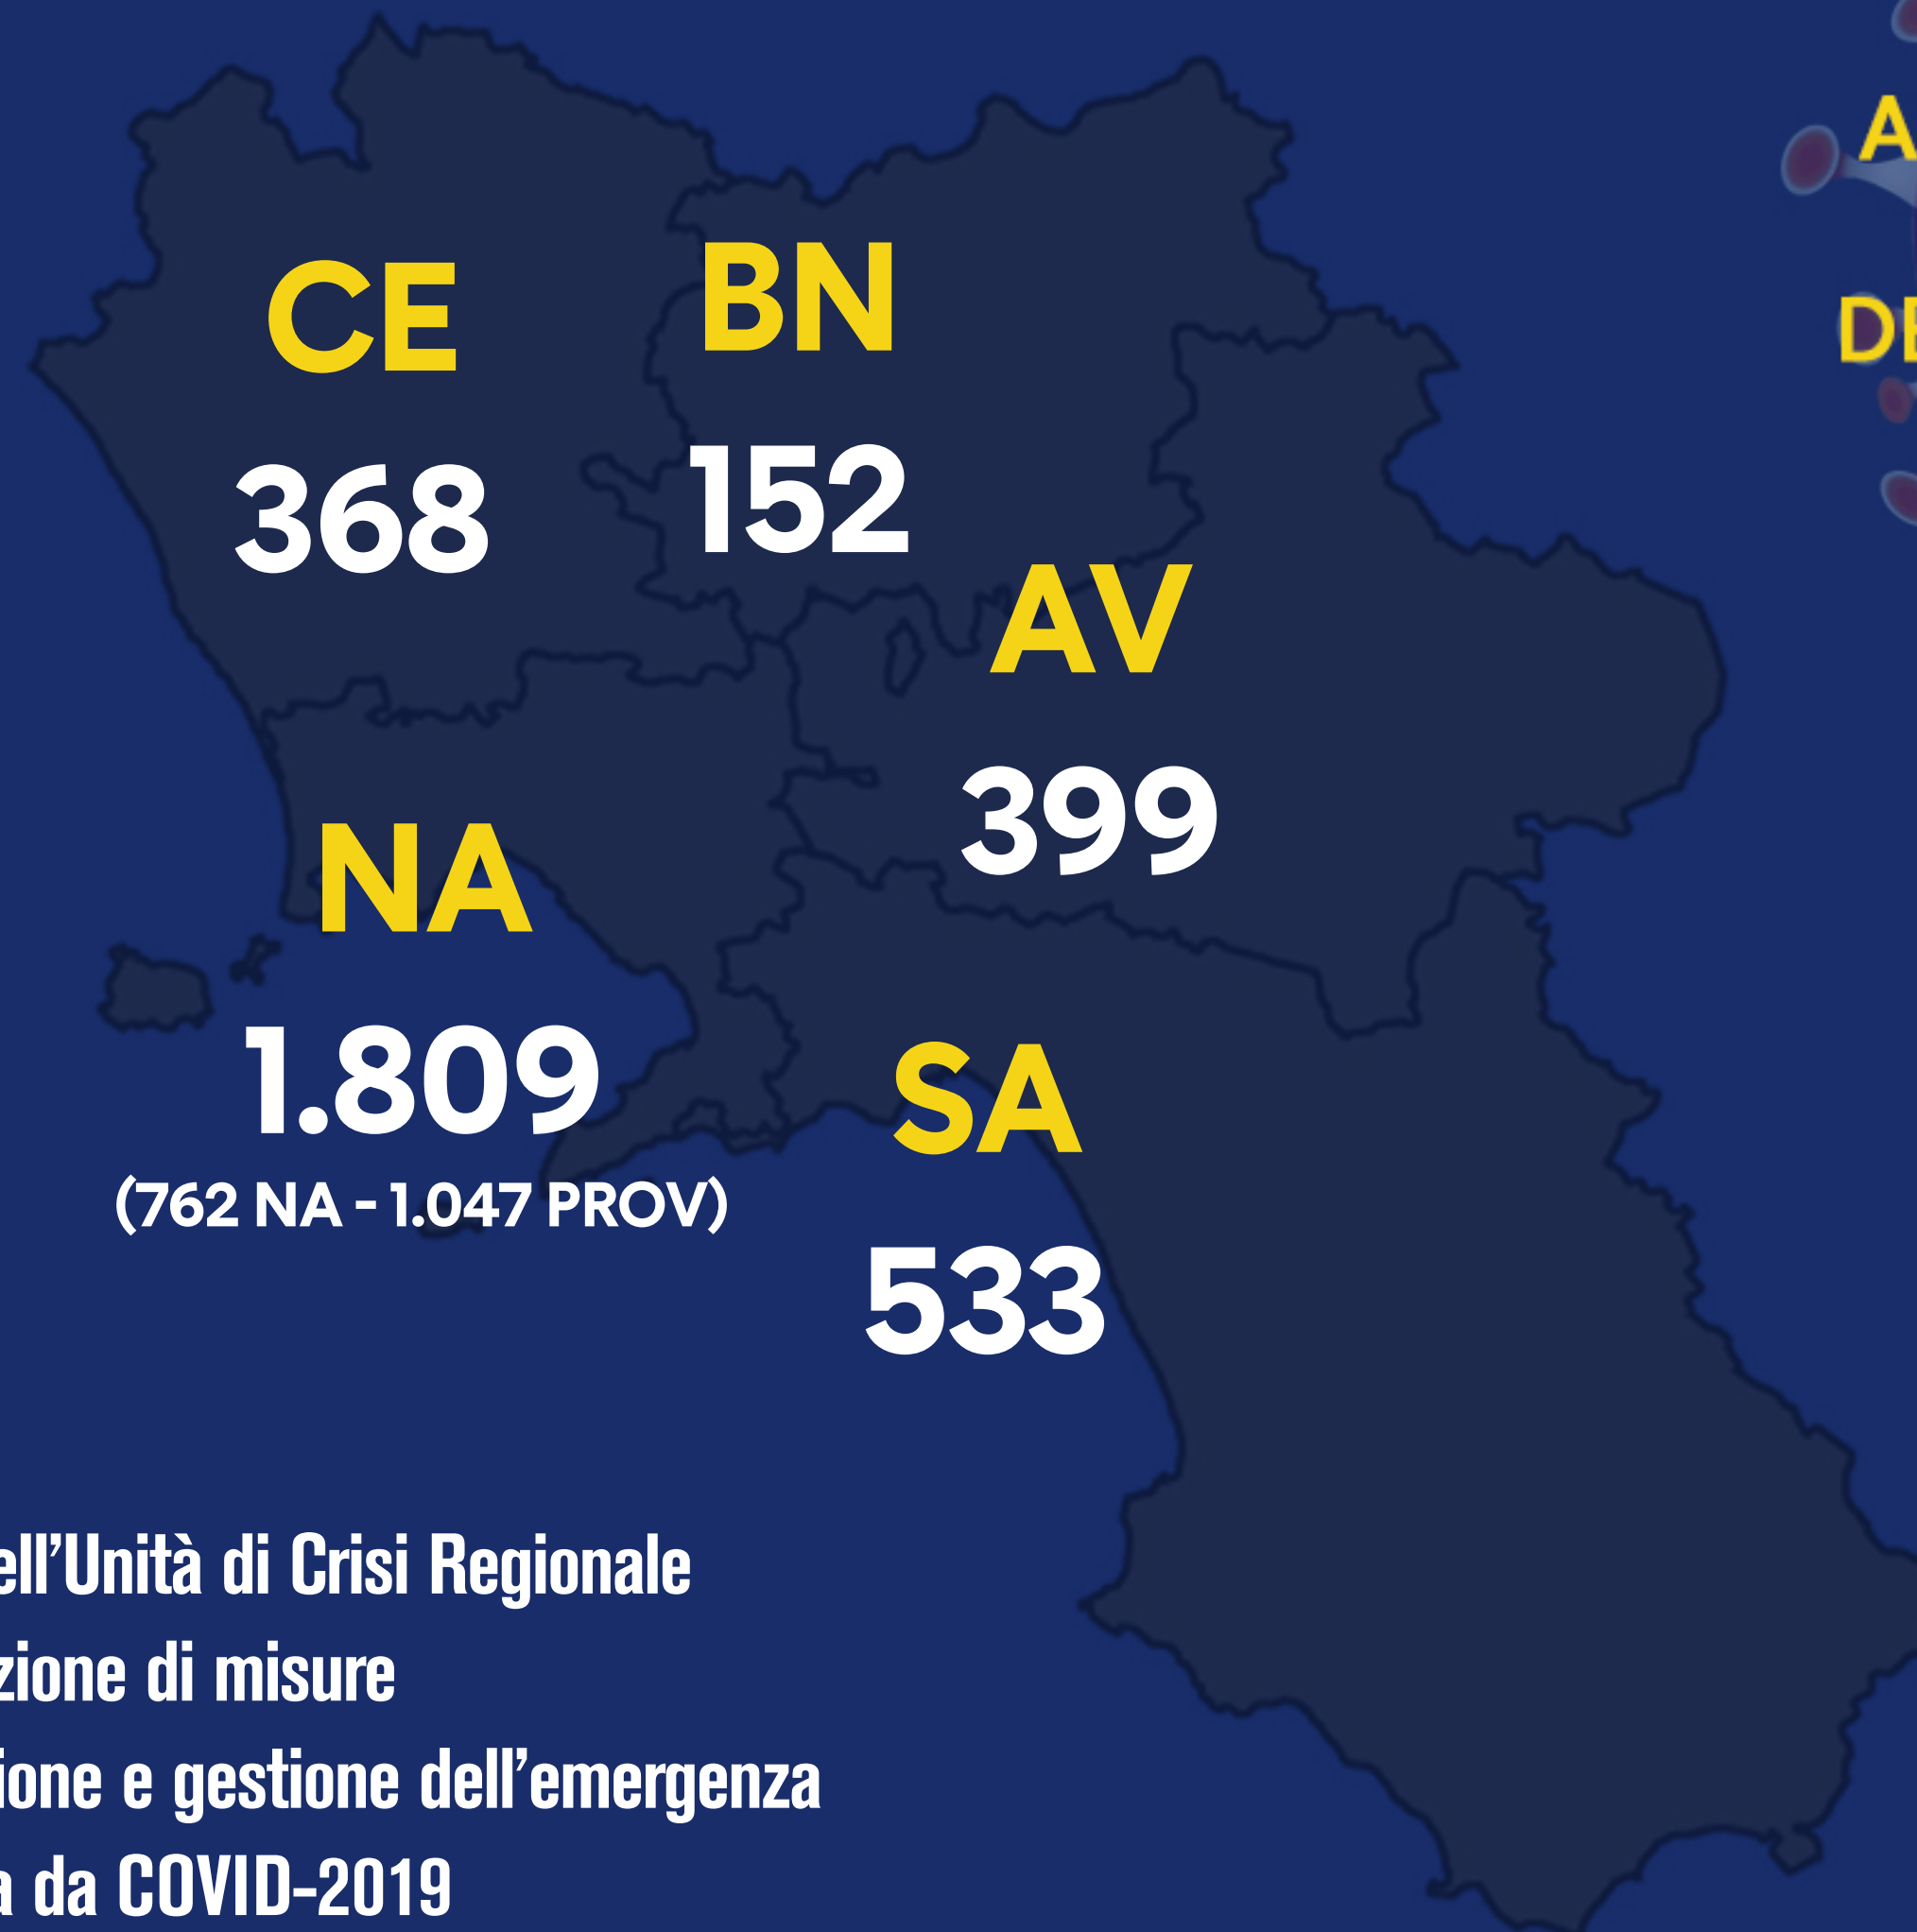 CE
368
BN
152
AV
399
NA
1.809
(762 NA - 1.047 PROV)
SA
533
ell'Unità di Crisi Regionale
zione di misure
ione e gestione dell'emergenza
a da COVID-2019
A
DE